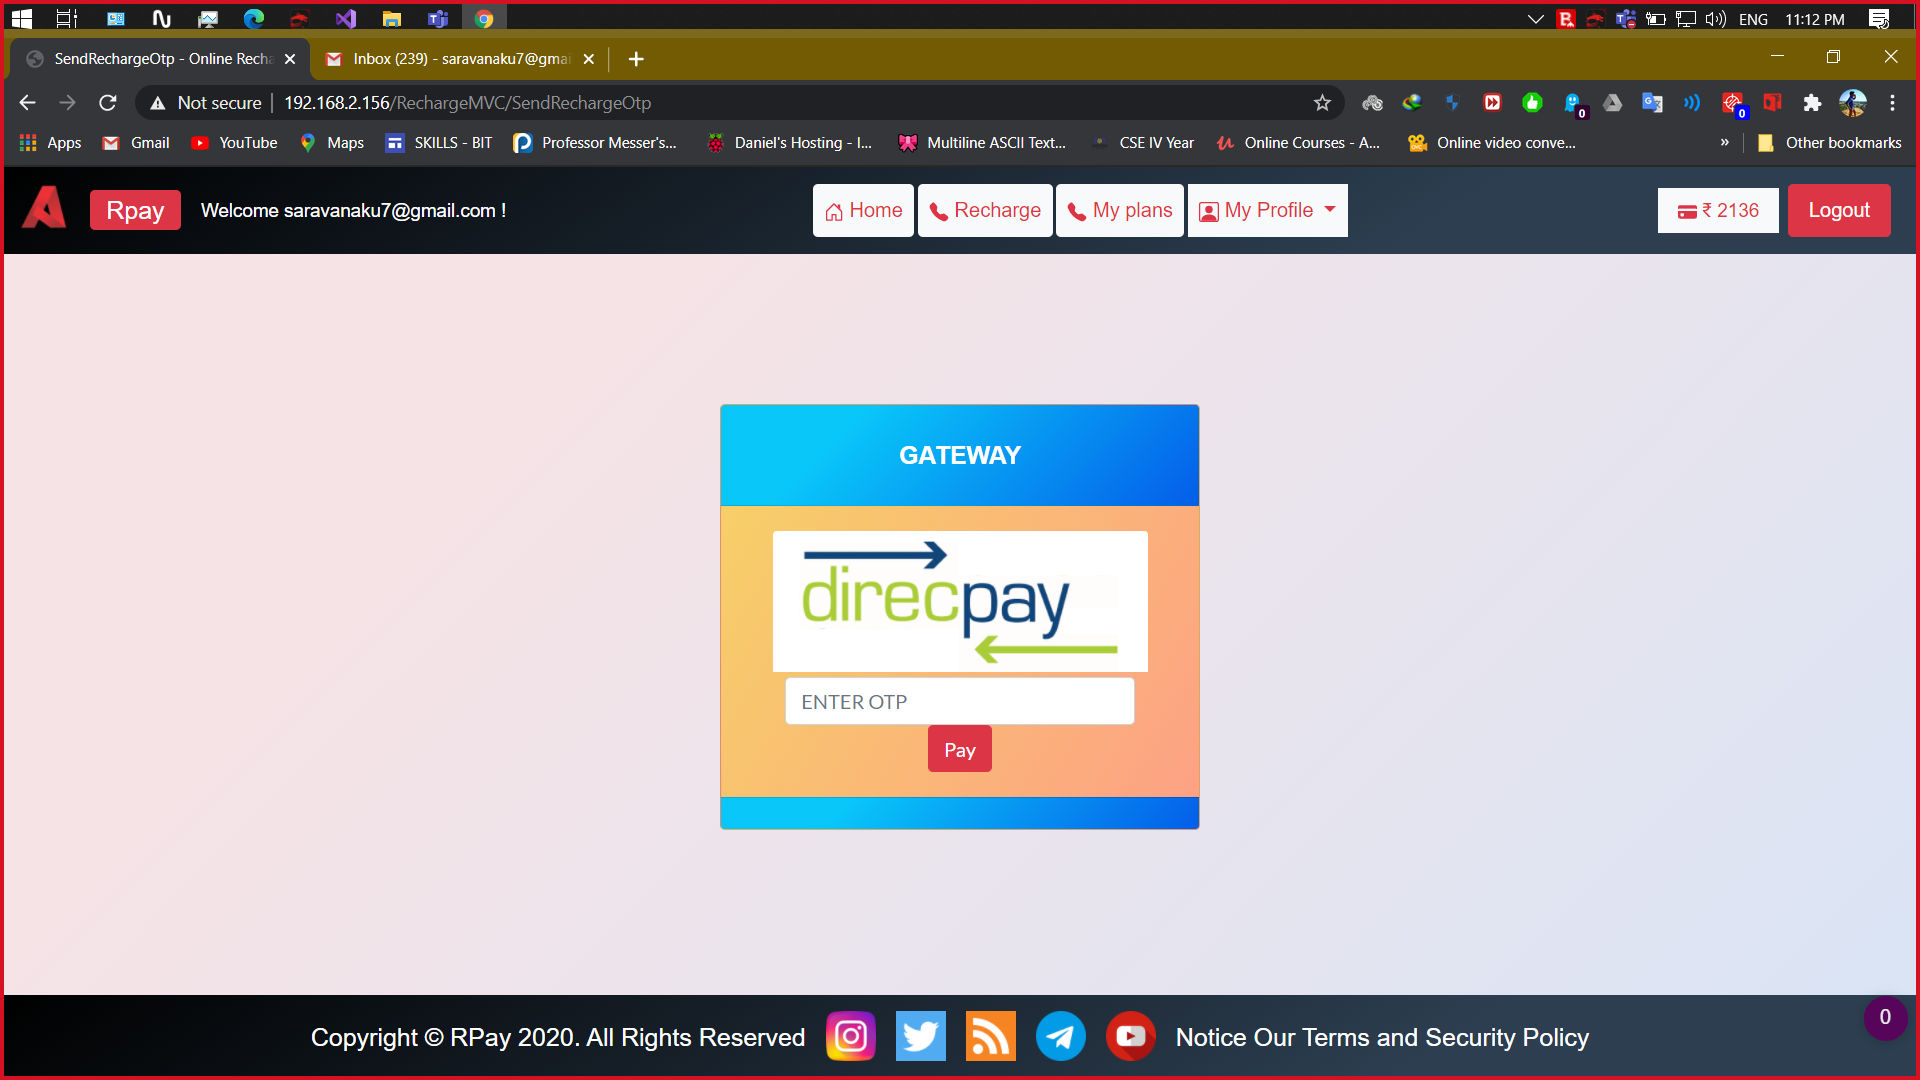 ENG 11:12 PM
SendRechargeOtp - Online Recha
Inbox (239) - saravanaku7@gmai
Not secure 192.168.2.156/RechargeMVC/SendRechargeOtp
0 0
Apps Gmail YouTube Maps SKILLS - BIT Professor Messer's... Daniel's Hosting - I... Multiline ASCII Text... CSE IV Year Online Courses - A... Online video conve... » Other bookmarks
Rpay Welcome saravanaku7@gmail.com ! Home Recharge My plans My Profile ₹ 2136 Logout
GATEWAY
direcpay
ENTER OTP
Pay
Copyright © RPay 2020. All Rights Reserved Notice Our Terms and Security Policy
0